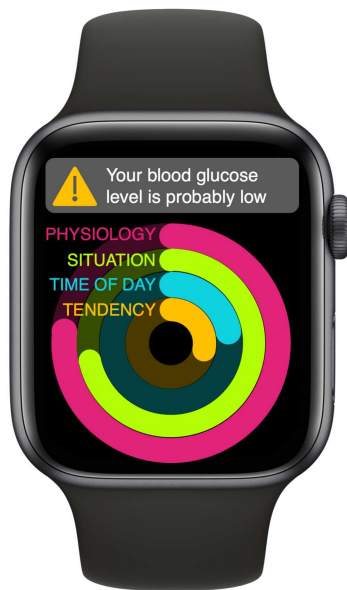 Your blood glucose
level is probably low
PHYSIOLOGY
SITUATION
TIME OF DAY
TENDENCY